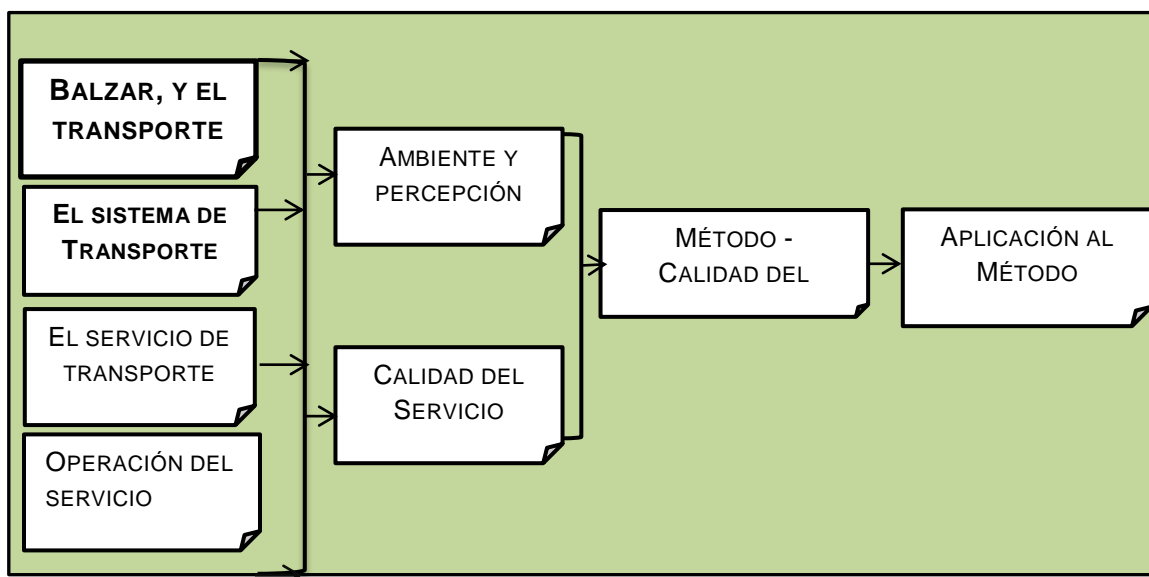 BALZAR, Y EL
TRANSPORTE
EL SISTEMA DE
TRANSPORTE
EL SERVICIO DE
TRANSPORTE
OPERACIÓN DEL
SERVICIO
AMBIENTE Y
PERCEPCIÓN
CALIDAD DEL
SERVICIO
MÉTODO -
CALIDAD DEL
APLICACIÓN AL
MÉTODO